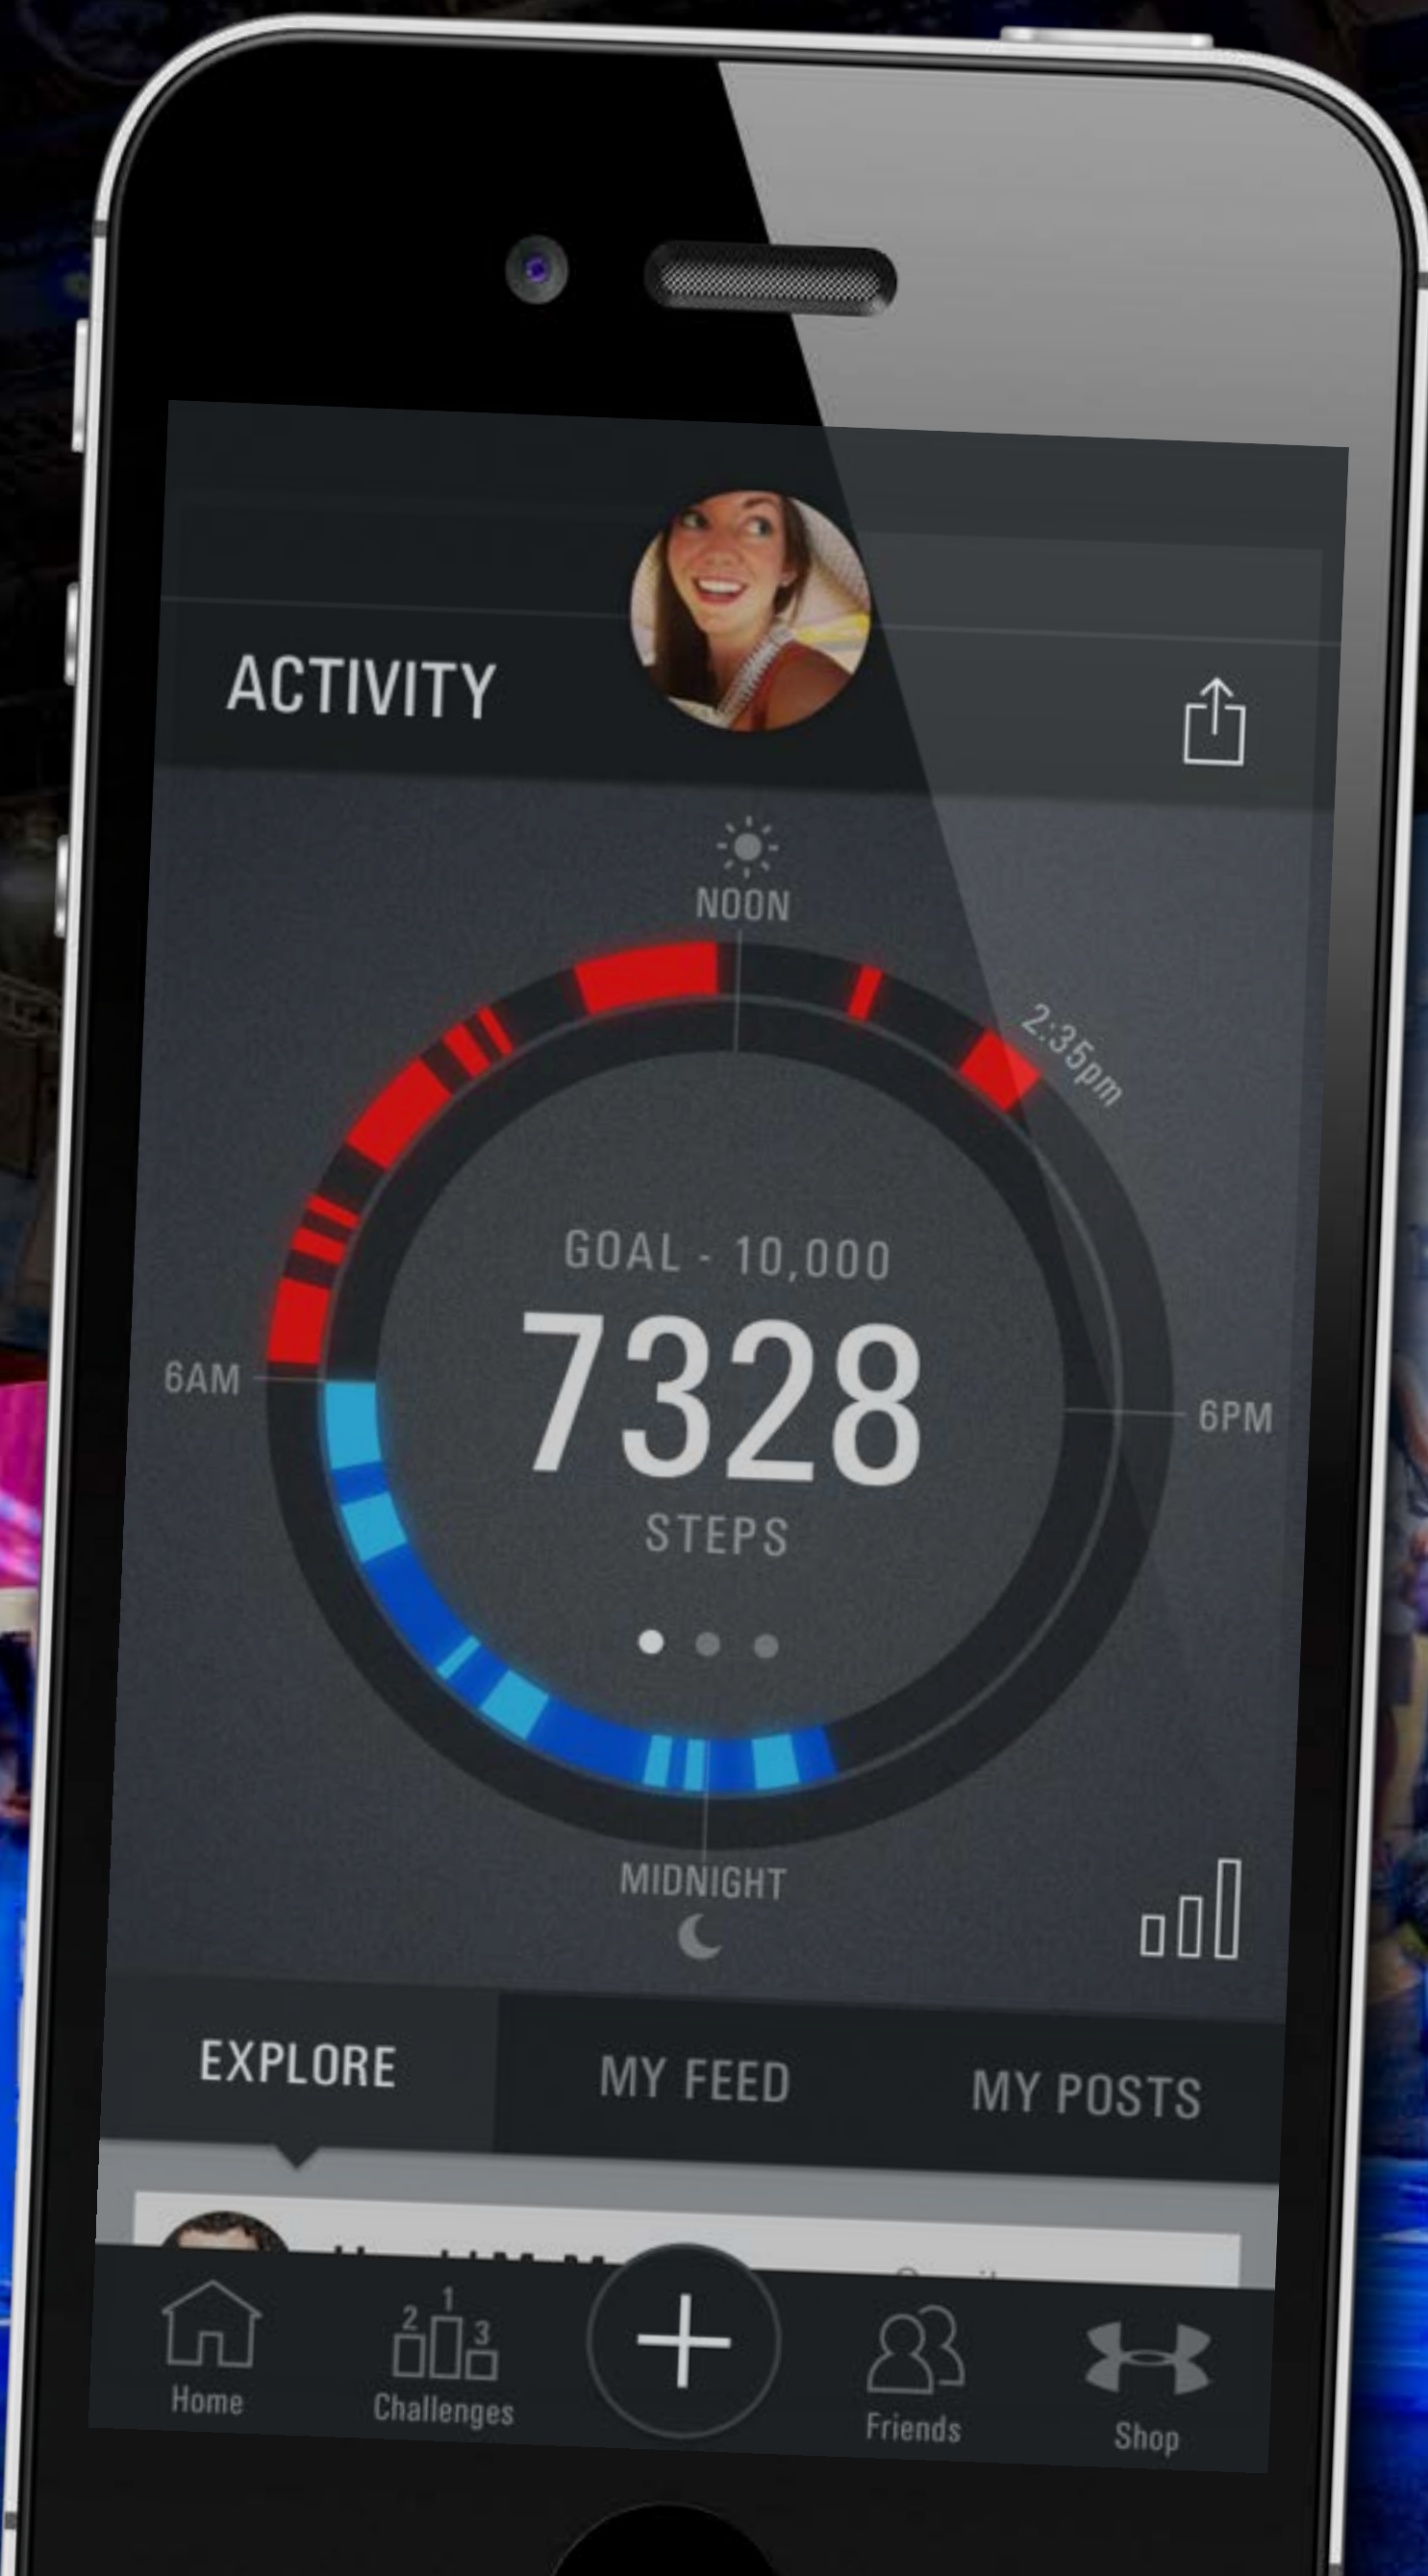 ACTIVITY
NOON
2:35pm
GOAL - 10,000
7328
STEPS
6AM
6PM
MIDNIGHT
EXPLORE
MY FEED
MY POSTS
2 1 3
Home
Challenges
Friends
Shop